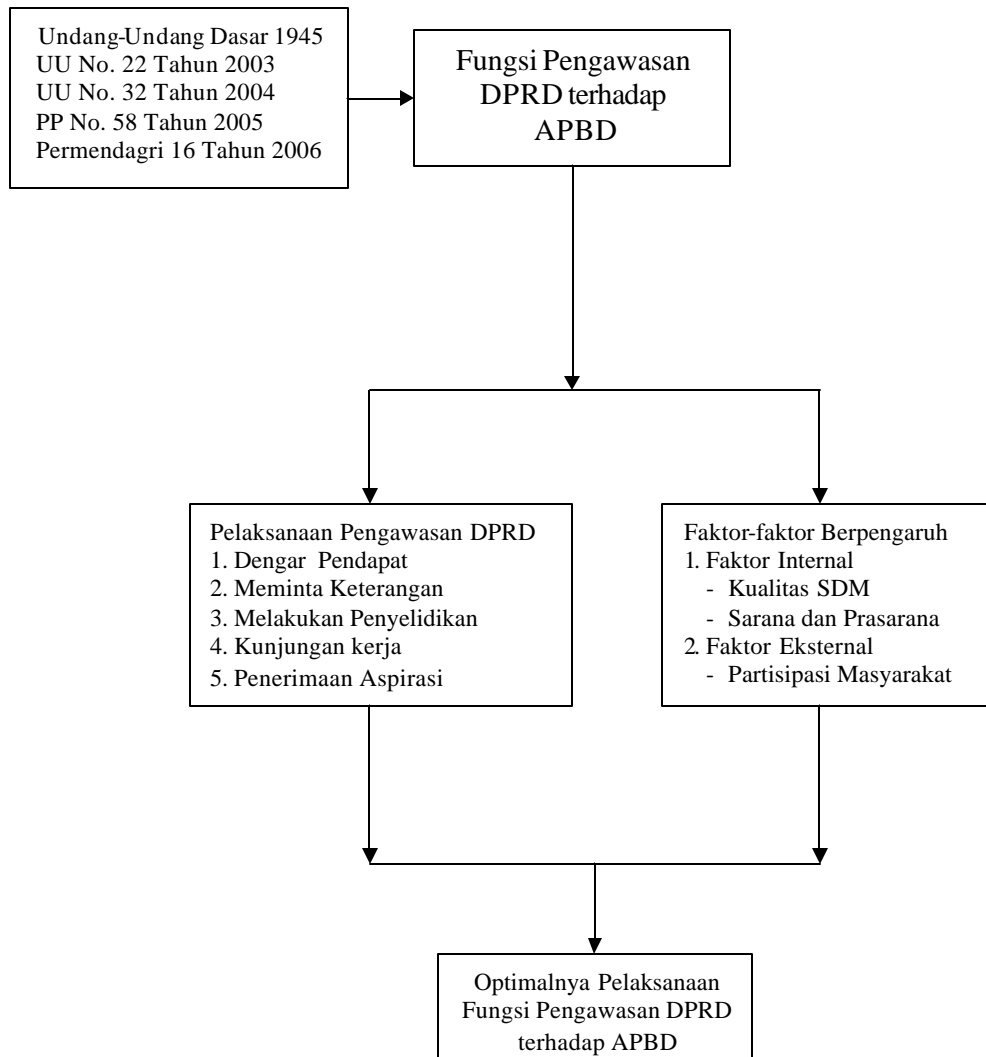 Undang-Undang Dasar 1945
UU No. 22 Tahun 2003
UU No. 32 Tahun 2004
PP No. 58 Tahun 2005
Permendagri 16 Tahun 2006
Fungsi Pengawasan
DPRD terhadap
APBD
Pelaksanaan Pengawasan DPRD
1. Dengar Pendapat
2. Meminta Keterangan
3. Melakukan Penyelidikan
4. Kunjungan kerja
5. Penerimaan Aspirasi
Faktor-faktor Berpengaruh
1. Faktor Internal
- Kualitas SDM
- Sarana dan Prasarana
2. Faktor Eksternal
- Partisipasi Masyarakat
Optimalnya Pelaksanaan
Fungsi Pengawasan DPRD
terhadap APBD